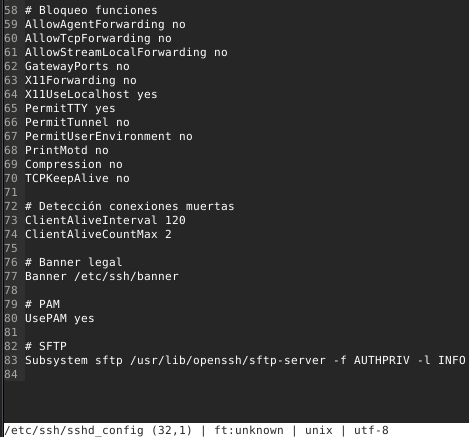 58 # Bloqueo funciones
59 AllowAgentForwarding no
60 AllowTcpForwarding no
61 AllowStreamLocalForwarding no
62 GatewayPorts no
63 X11Forwarding no
64 X11UseLocalhost yes
65 PermitTTY yes
66 PermitTunnel no
67 PermitUserEnvironment no
68 PrintMotd no
69 Compression no
70 TCPKeepAlive no
71
72 # Detección conexiones muertas
73 ClientAliveInterval 120
74 ClientAliveCountMax 2
75
76 # Banner legal
77 Banner /etc/ssh/banner
78
79 # PAM
80 UsePAM yes
81
82 # SFTP
83 Subsystem sftp /usr/lib/openssh/sftp-server -f AUTHPRIV -l INFO
84
/etc/ssh/sshd_config (32,1) | ft:unknown | unix | utf-8